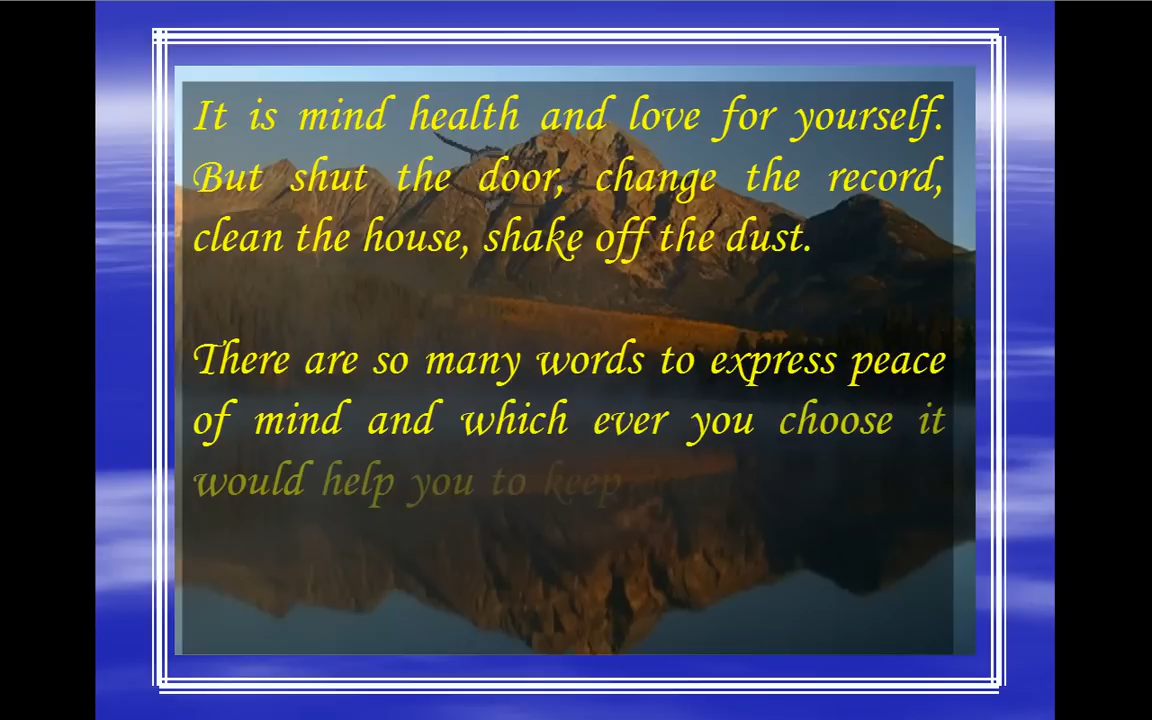 It is mind health and love for yourself.
But shut the door, change the record,
clean the house, shake off the dust.
There are so many words to express peace
of mind and which ever you choose it
would help you to keep